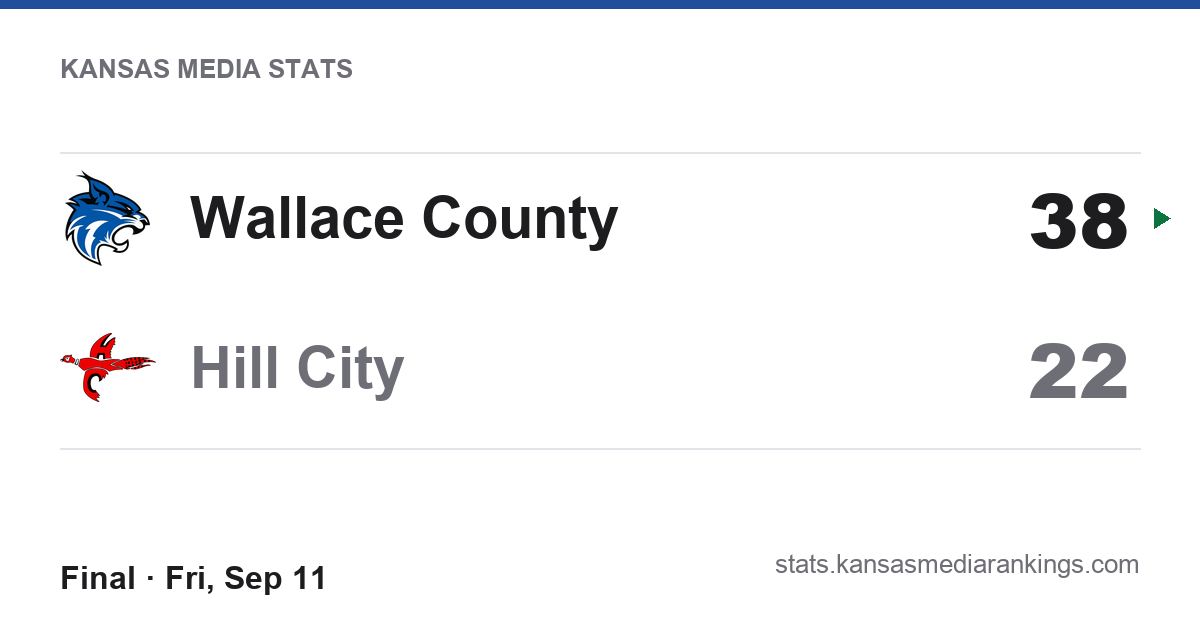 KANSAS MEDIA STATS
Wallace County 38
Hill City 22
Final · Fri, Sep 11
stats.kansasmediarankings.com